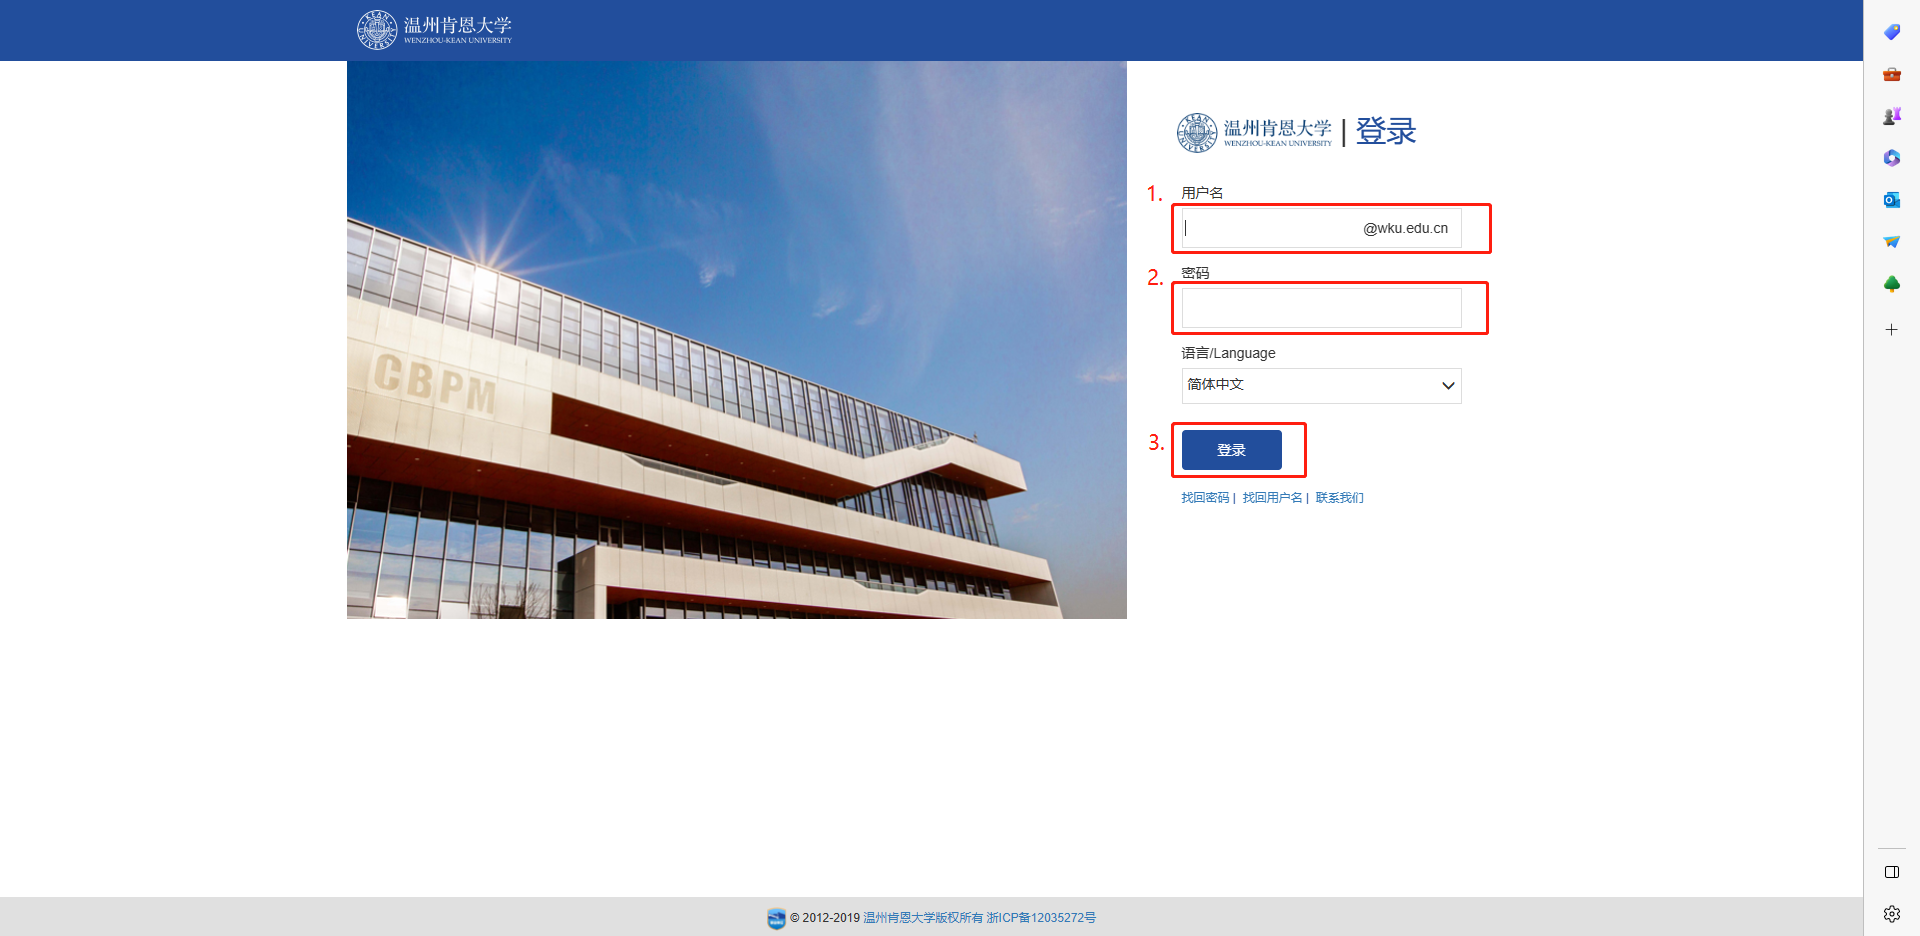 温州肯恩大学
WENZHOU-KEAN UNIVERSITY
CBPM
温州肯恩大学 | 登录
WENZHOU-KEAN UNIVERSITY
1. 用户名
@wku.edu.cn
2. 密码
语言/Language
简体中文
3. 登录
找回密码 | 找回用户名 | 联系我们
© 2012-2019 温州肯恩大学版权所有 浙ICP备12035272号